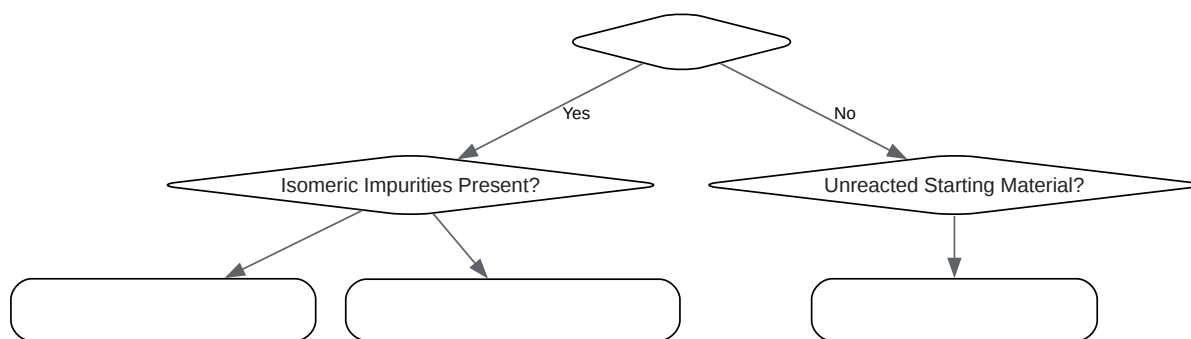 Yes
No
Isomeric Impurities Present?
Unreacted Starting Material?